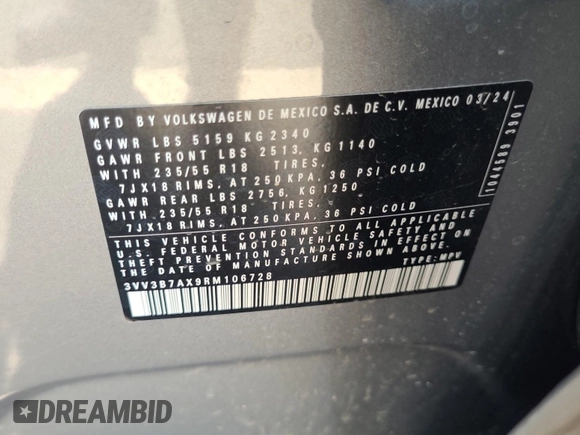 MFD BY VOLKSWAGEN DE MEXICO S.A. DE C.V. MEXICO 03/24
GVWR LBS 5159 KG 2340
GAWR FRONT LBS 2513, KG 1140
WITH 235/55 R18 TIRES.
7JX18 RIMS, AT 250 KPA, 36 PSI COLD
GAWR REAR LBS 2756, KG 1250
WITH 235/55 R18 TIRES.
7JX18 RIMS, AT 250 KPA, 36 PSI COLD
THIS VEHICLE CONFORMS TO ALL APPLICABLE
U.S. FEDERAL MOTOR VEHICLE SAFETY AND
THEFT PREVENTION STANDARDS IN EFFECT ON
THE DATE OF MANUFACTURE SHOWN ABOVE.
3VV3B7AX9RM106728 TYPE: MPV
1044509 3901
DREAMBID